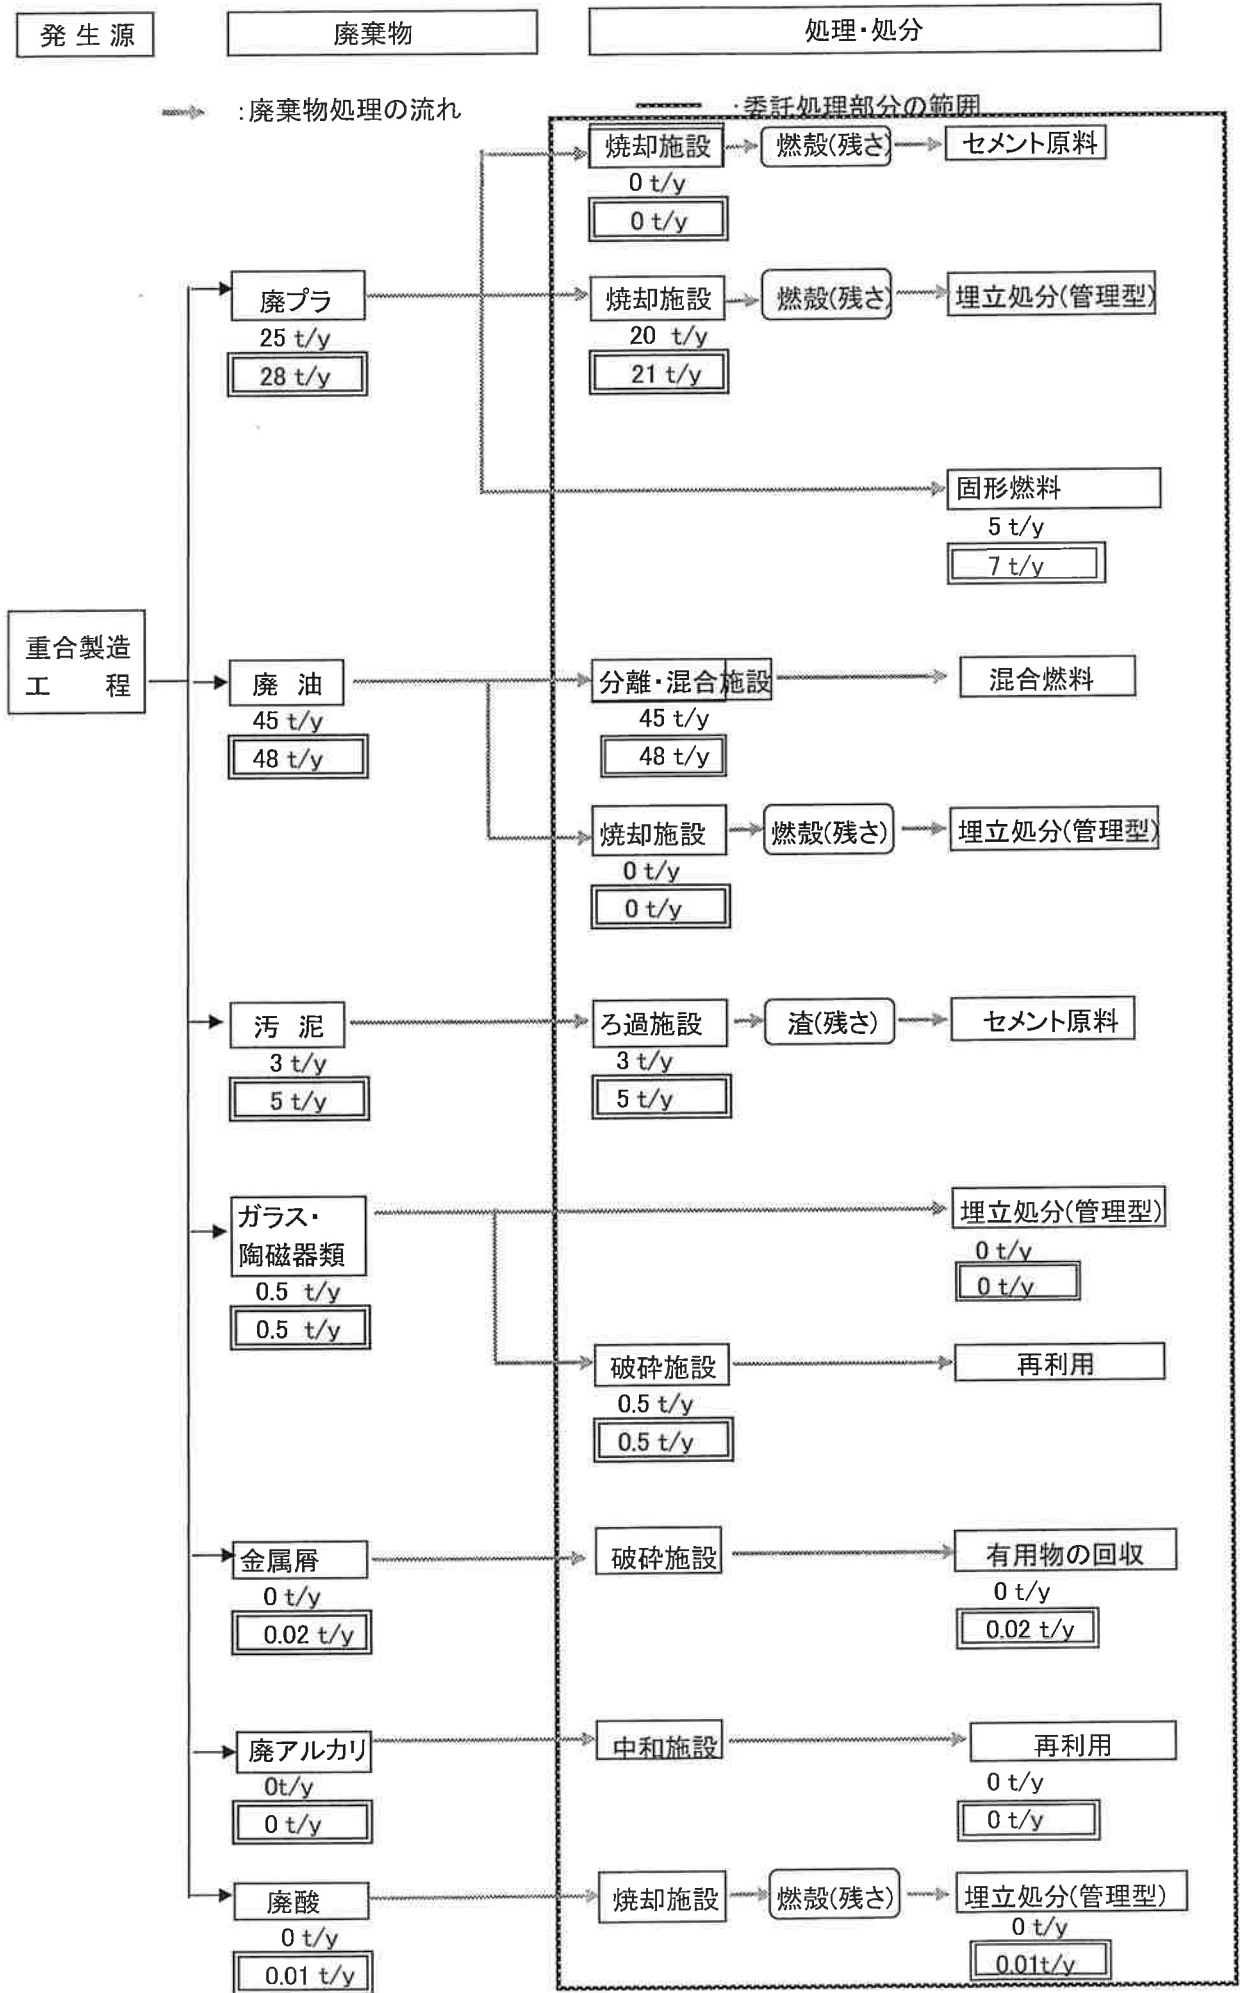 発 生 源
廃棄物
処理・処分
:廃棄物処理の流れ
:委託処理部分の範囲
焼却施設
燃殻(残さ)
セメント原料
0 t/y
0 t/y
廃プラ
焼却施設
燃殻(残さ)
埋立処分(管理型)
25 t/y
20 t/y
28 t/y
21 t/y
固形燃料
5 t/y
7 t/y
重合製造
工 程
廃 油
分離・混合施設
混合燃料
45 t/y
45 t/y
48 t/y
48 t/y
焼却施設
燃殻(残さ)
埋立処分(管理型)
0 t/y
0 t/y
汚 泥
ろ過施設
渣(残さ)
セメント原料
3 t/y
3 t/y
5 t/y
5 t/y
ガラス・
陶磁器類
埋立処分(管理型)
0.5 t/y
0 t/y
0.5 t/y
0 t/y
破砕施設
再利用
0.5 t/y
0.5 t/y
金属屑
破砕施設
有用物の回収
0 t/y
0 t/y
0.02 t/y
0.02 t/y
廃アルカリ
中和施設
再利用
0t/y
0 t/y
0 t/y
0 t/y
廃酸
焼却施設
燃殻(残さ)
埋立処分(管理型)
0 t/y
0 t/y
0.01 t/y
0.01t/y